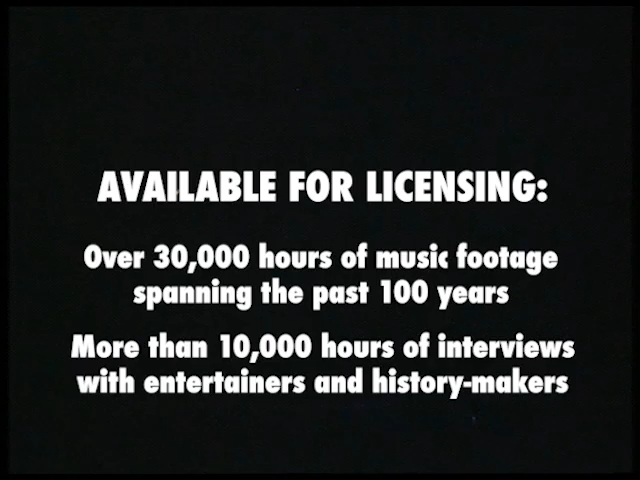 AVAILABLE FOR LICENSING:
Over 30,000 hours of music footage
spanning the past 100 years
More than 10,000 hours of interviews
with entertainers and history-makers